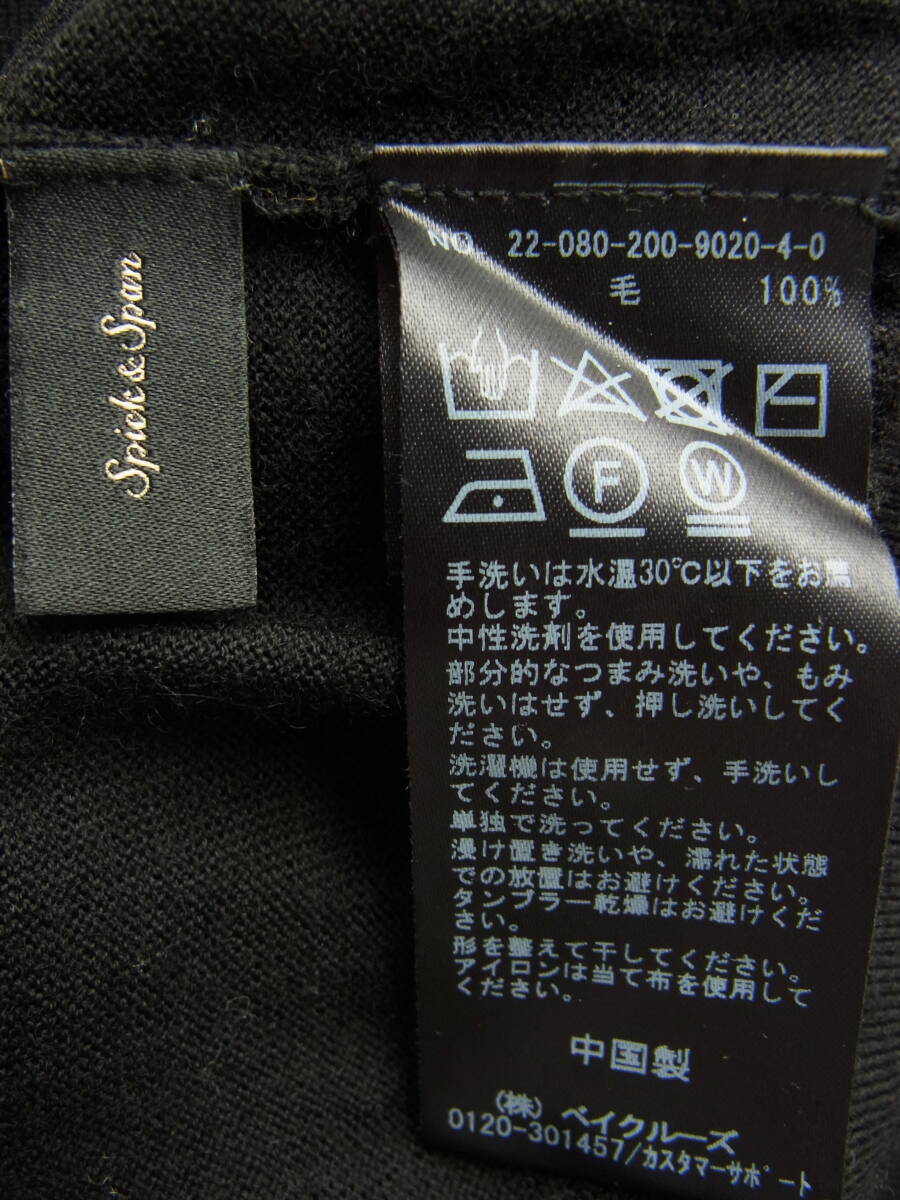 Spick & Span
NO. 22-080-200-9020-4-0
毛 100%
F W
手洗いは水温30℃以下をお薦
めします。
中性洗剤を使用してください。
部分的なつまみ洗いや、もみ
洗いはせず、押し洗いしてく
ださい。
洗濯機は使用せず、手洗いし
てください。
単独で洗ってください。
浸け置き洗いや、濡れた状態
での放置はお避けください。
タンブラー乾燥はお避けくだ
さい。
形を整えて干してください。
アイロンは当て布を使用して
ください。
中国製
(株) ベイクルーズ
0120-301457/カスタマーサポート